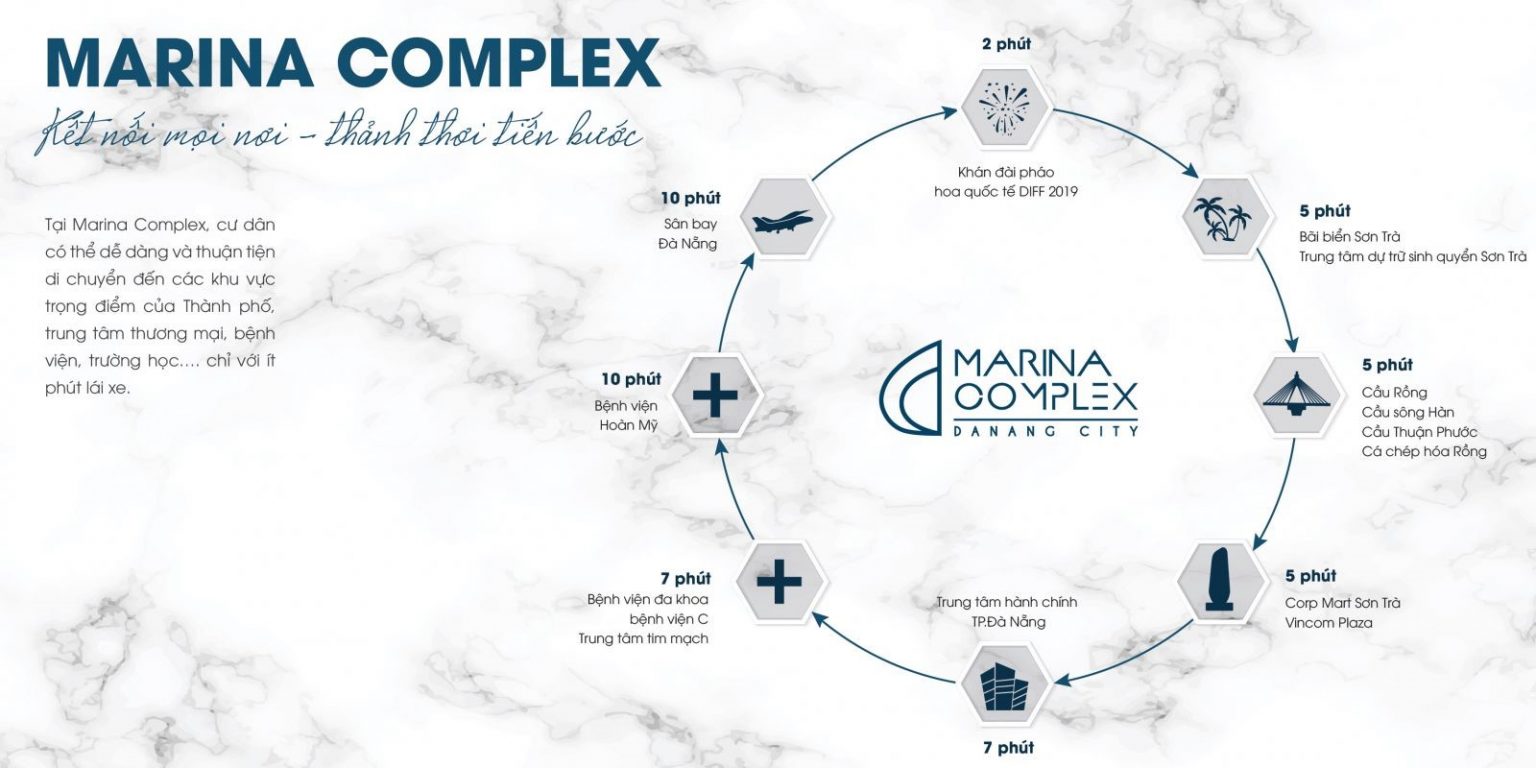 MARINA COMPLEX
Kết nối mọi nơi - thảnh thơi tiến bước
Tại Marina Complex, cư dân
có thể dễ dàng và thuận tiện
di chuyển đến các khu vực
trọng điểm của Thành phố,
trung tâm thương mại, bệnh
viện, trường học.... chỉ với ít
phút lái xe.
2 phút
Khán đài pháo
hoa quốc tế DIFF 2019
5 phút
Bãi biển Sơn Trà
Trung tâm dự trữ sinh quyển Sơn Trà
5 phút
Cầu Rồng
Cầu sông Hàn
Cầu Thuận Phước
Cá chép hóa Rồng
5 phút
Corp Mart Sơn Trà
Vincom Plaza
Trung tâm hành chính
TP.Đà Nẵng
7 phút
7 phút
Bệnh viện đa khoa
bệnh viện C
Trung tâm tim mạch
10 phút
Bệnh viện
Hoàn Mỹ
10 phút
Sân bay
Đà Nẵng
MARINA
COMPLEX
DANANG CITY